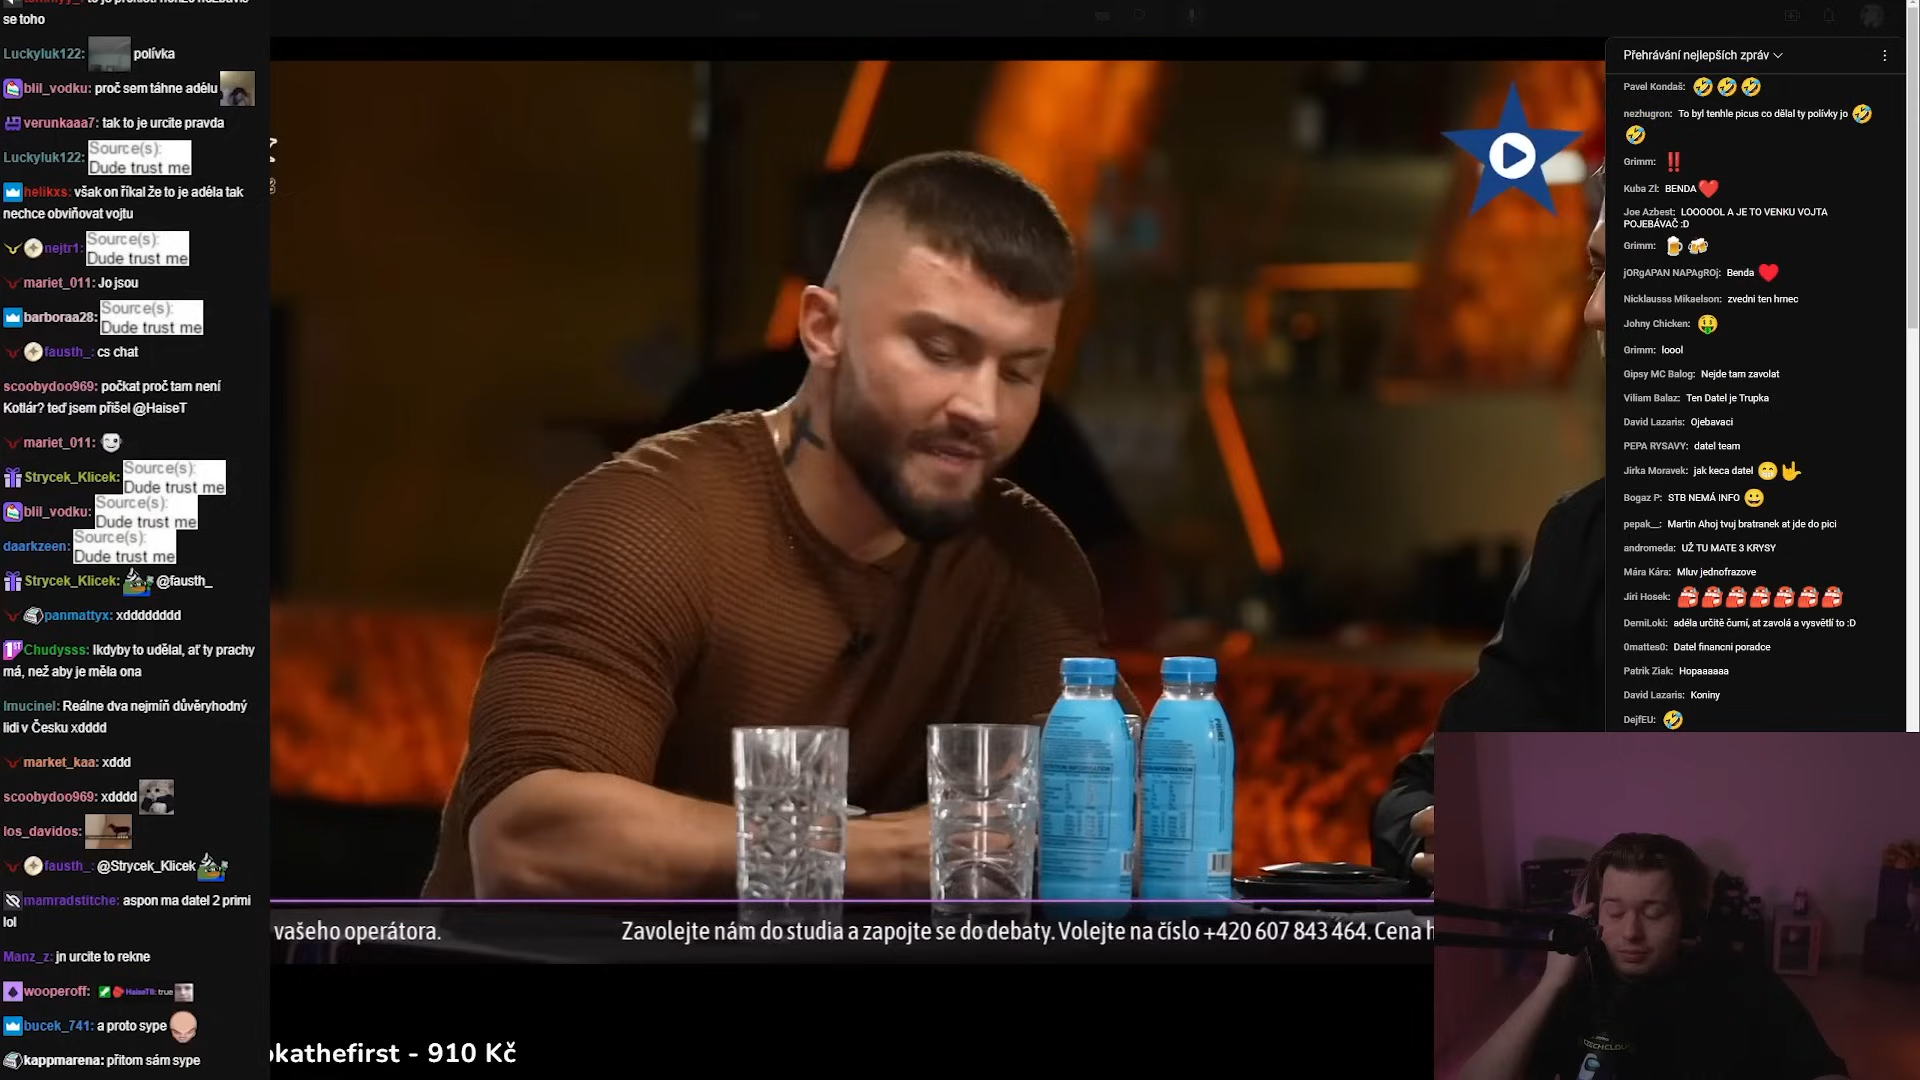 se toho
Luckyluk122: polívka
blil_vodku: proč sem táhne adélu
verunkaaa7: tak to je urcite pravda
Luckyluk122: Source(s):
Dude trust me
helikxs: však on říkal že to je adéla tak
nechce obviňovat vojtu
nejtr1: Source(s):
Dude trust me
mariet_011: Jo jsou
barboraa28: Source(s):
Dude trust me
fausth_: cs chat
scoobydoo969: počkat proč tam není
Kotlár? teď jsem přišel @HaiseT
mariet_011:
Strycek_Klicek: Source(s):
Dude trust me
blil_vodku: Source(s):
Dude trust me
daarkzeen: Source(s):
Dude trust me
Strycek_Klicek: @fausth_
panmattyx: xdddddddd
1ST Chudysss: Ikdyby to udělal, ať ty prachy
má, než aby je měla ona
Imucinel: Reálne dva nejmíň důvěryhodný
lidi v Česku xdddd
market_kaa: xddd
scoobydoo969: xdddd
los_davidos:
fausth_: @Strycek_Klicek
mamradstitche: aspon ma datel 2 primi
lol
Manz_z: jn urcite to rekne
wooperoff: HaiseTB: true
bucek_741: a proto sype
kappmarena: přitom sám sype
vašeho operátora.
Zavolejte nám do studia a zapojte se do debaty. Volejte na číslo +420 607 843 464. Cena h
okathefirst - 910 Kč
Přehrávání nejlepších zpráv
Pavel Kondaš: 🤣🤣🤣
nezhugron: To byl tenhle picus co dělal ty polívky jo 🤣
🤣
Grimm: ‼️
Kuba Zl: BENDA❤️
Joe Azbest: LOOOOOL A JE TO VENKU VOJTA
POJEBÁVAČ :D
Grimm: 🍺🍻
jORgAPAN NAPAgROj: Benda ❤️
Nicklausss Mikaelson: zvedni ten hrnec
Johny Chicken: 🤑
Grimm: loool
Gipsy MC Balog: Nejde tam zavolat
Viliam Balaz: Ten Datel je Trupka
David Lazaris: Ojebavaci
PEPA RYSAVY: datel team
Jirka Moravek: jak keca datel 😁🤟
Bogaz P: STB NEMÁ INFO 😀
pepak__: Martin Ahoj tvuj bratranek at jde do pici
andromeda: UŽ TU MATE 3 KRYSY
Mára Kára: Mluv jednofrazove
Jiri Hosek:
DemiLoki: adéla určitě čumí, at zavolá a vysvětlí to :D
0mattes0: Datel financni poradce
Patrik Ziak: Hopaaaaaa
David Lazaris: Koniny
DejfEU: 🤣